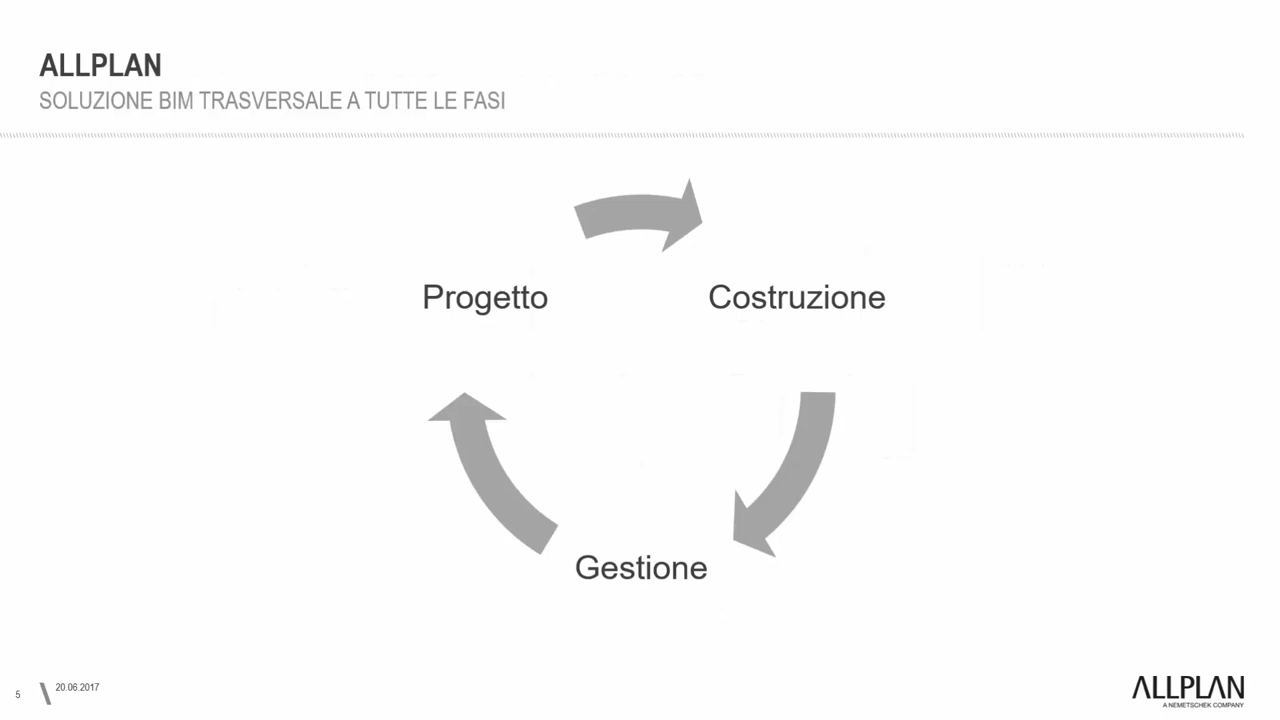 ALLPLAN
SOLUZIONE BIM TRASVERSALE A TUTTE LE FASI
Progetto
Costruzione
Gestione
5
20.06.2017
ALLPLAN
A NEMETSCHEK COMPANY